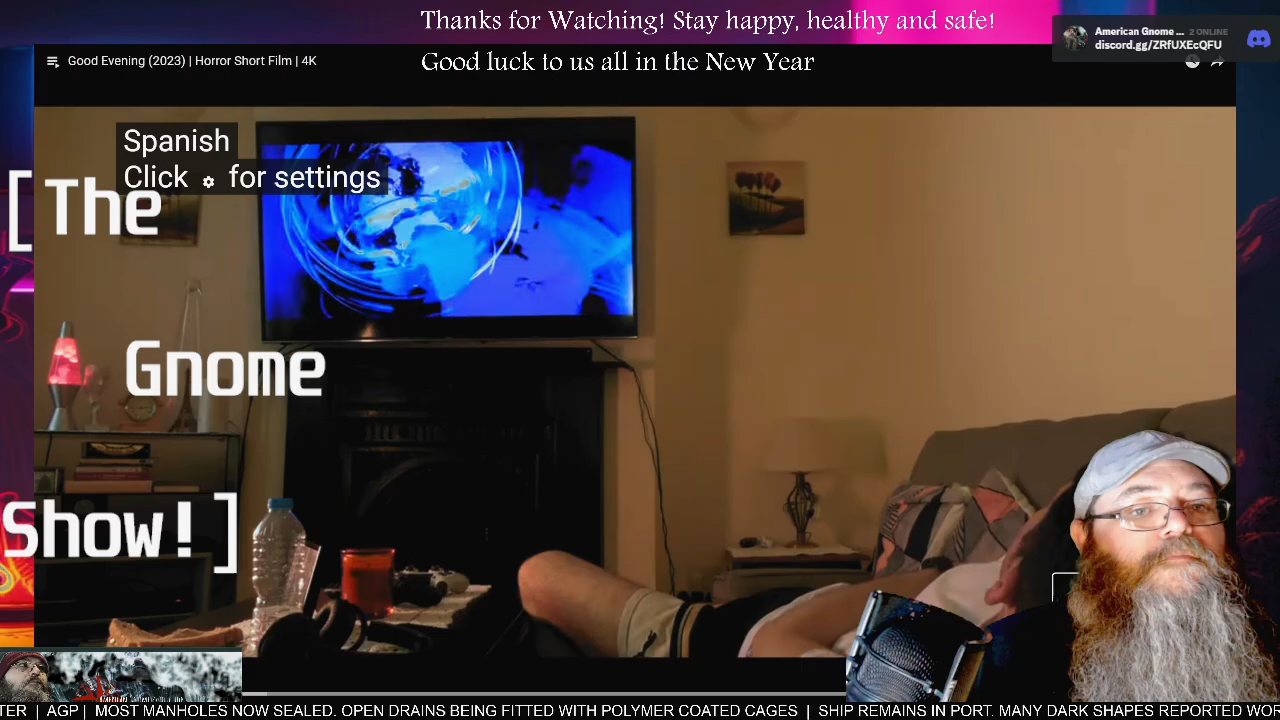 Thanks for Watching! Stay happy, healthy and safe!
American Gnome ... 2 ONLINE
discord.gg/ZRfUXEcQFU
Good Evening (2023) | Horror Short Film | 4K
Good luck to us all in the New Year
Spanish
Click for settings
[The
Gnome
Show!]
TER | AGP | MOST MANHOLES NOW SEALED. OPEN DRAINS BEING FITTED WITH POLYMER COATED CAGES | SHIP REMAINS IN PORT. MANY DARK SHAPES REPORTED WOR